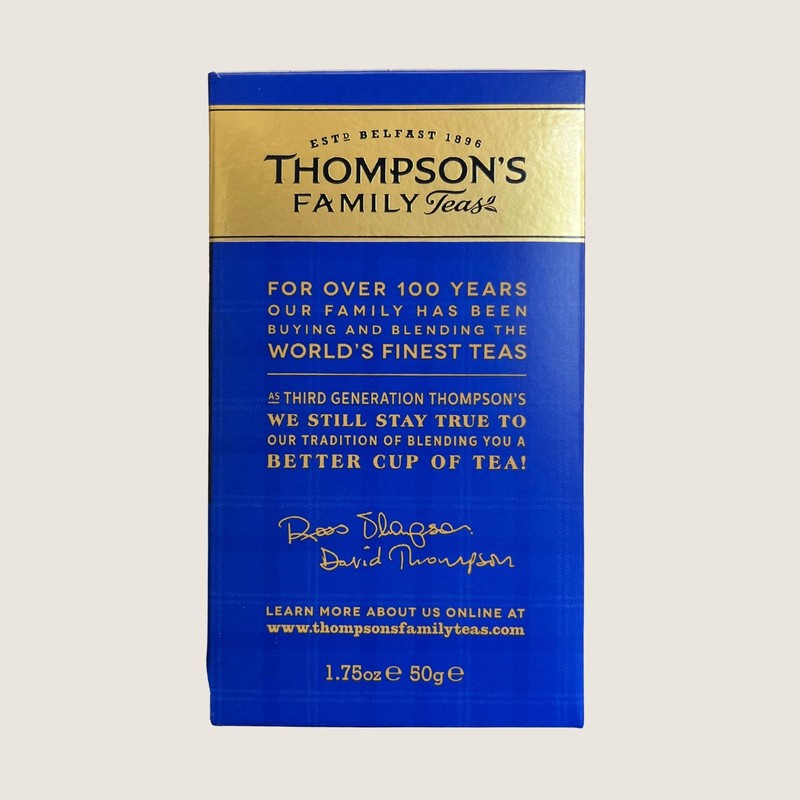 ESTD BELFAST 1896
THOMPSON'S
FAMILY Teas
FOR OVER 100 YEARS
OUR FAMILY HAS BEEN
BUYING AND BLENDING THE
WORLD'S FINEST TEAS
AS THIRD GENERATION THOMPSON'S
WE STILL STAY TRUE TO
OUR TRADITION OF BLENDING YOU A
BETTER CUP OF TEA!
Ross Thompson
David Thompson
LEARN MORE ABOUT US ONLINE AT
www.thompsonsfamilyteas.com
1.75oz ℮ 50g ℮